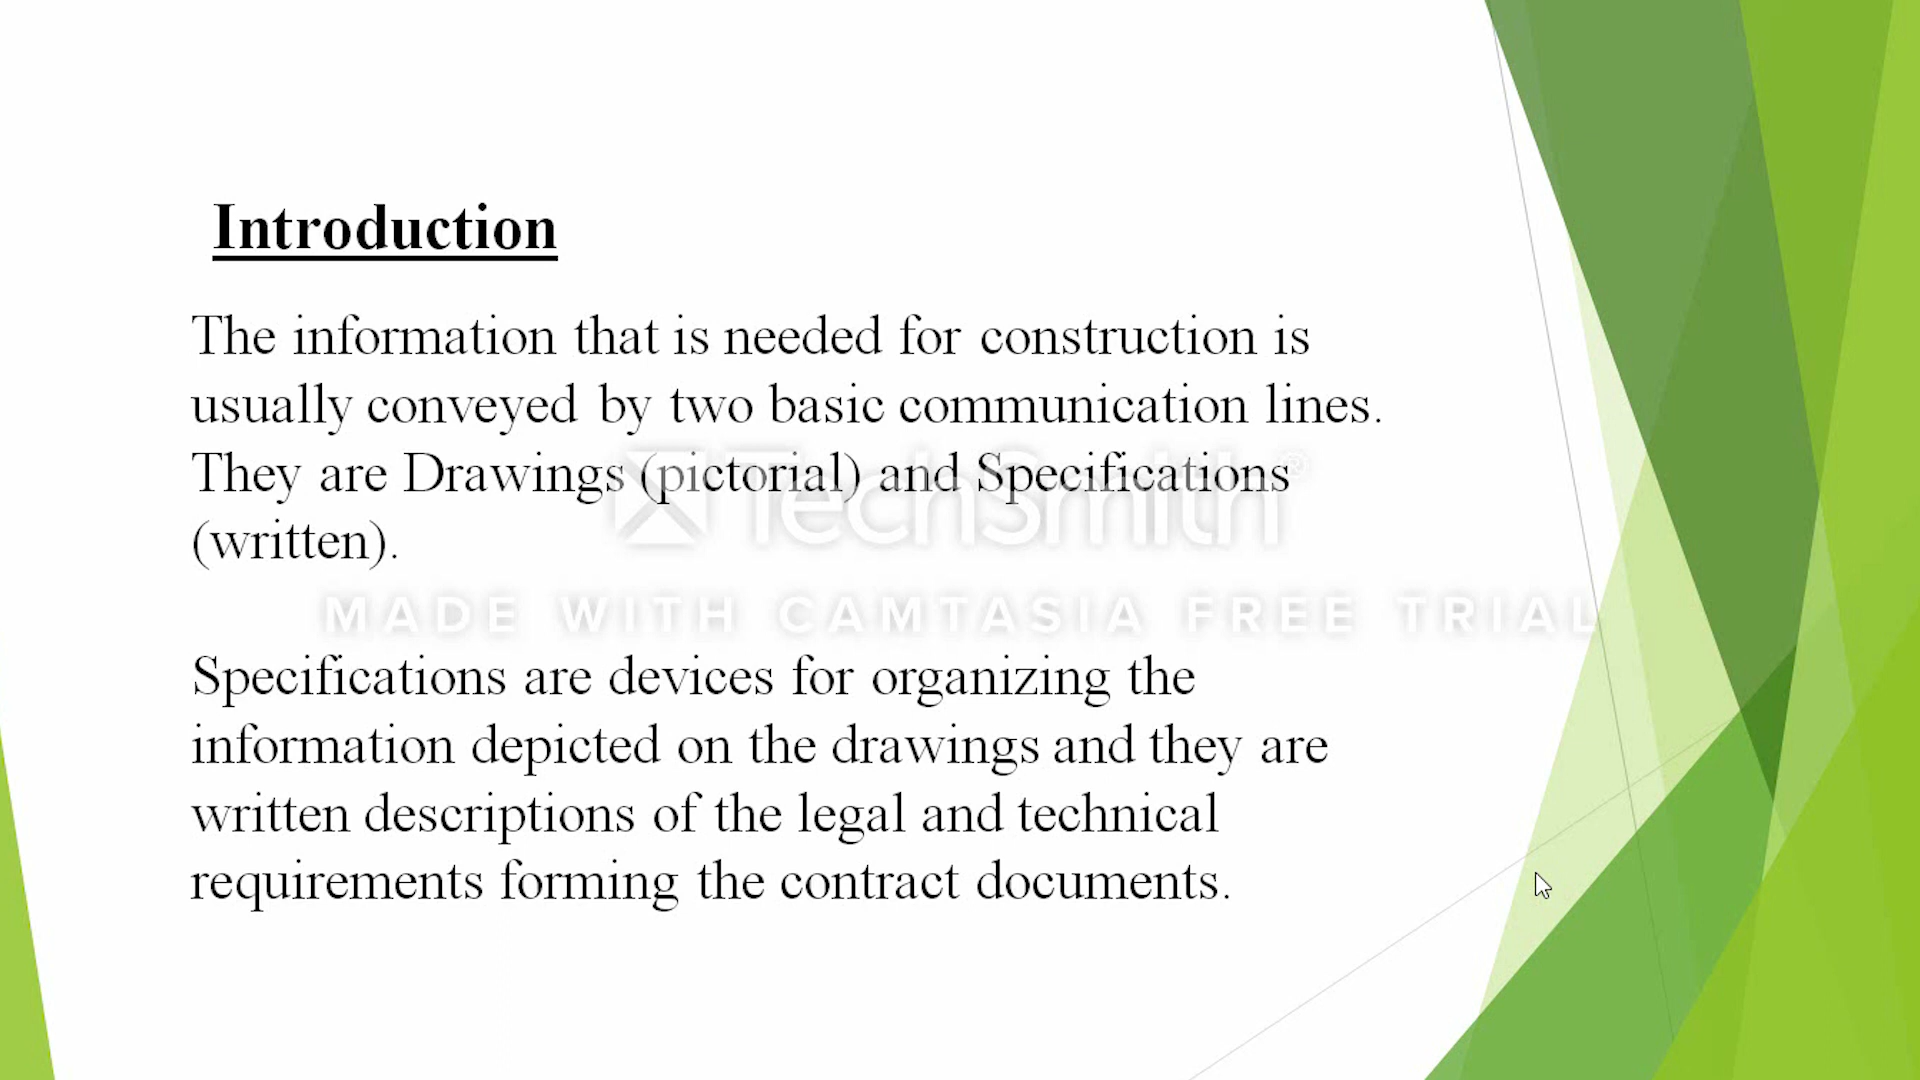 Introduction
The information that is needed for construction is
usually conveyed by two basic communication lines.
They are Drawings (pictorial) and Specifications
(written).
TechSmith®
MADE WITH CAMTASIA FREE TRIAL
Specifications are devices for organizing the
information depicted on the drawings and they are
written descriptions of the legal and technical
requirements forming the contract documents.